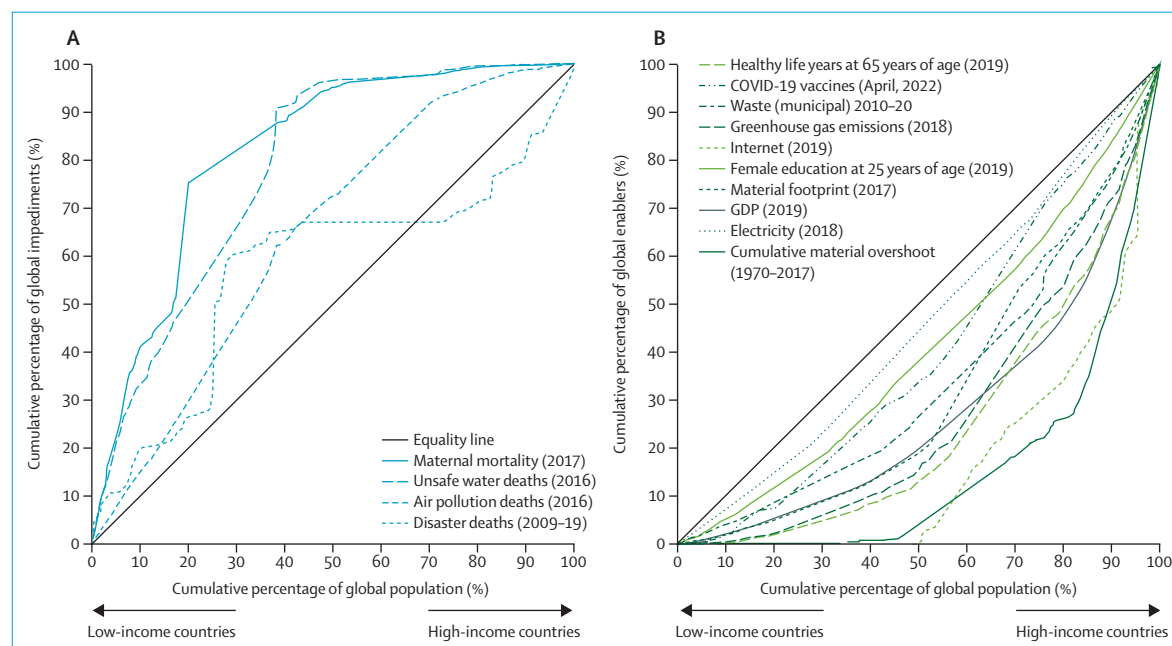 A
Cumulative percentage of global impediments (%)
100
90
80
70
60
50
40
30
20
10
0
0 10 20 30 40 50 60 70 80 90 100
Cumulative percentage of global population (%)
Low-income countries
High-income countries
Equality line
Maternal mortality (2017)
Unsafe water deaths (2016)
Air pollution deaths (2016)
Disaster deaths (2009–19)
B
Cumulative percentage of global enablers (%)
100
90
80
70
60
50
40
30
20
10
0
0 10 20 30 40 50 60 70 80 90 100
Cumulative percentage of global population (%)
Low-income countries
High-income countries
Healthy life years at 65 years of age (2019)
COVID-19 vaccines (April, 2022)
Waste (municipal) 2010–20
Greenhouse gas emissions (2018)
Internet (2019)
Female education at 25 years of age (2019)
Material footprint (2017)
GDP (2019)
Electricity (2018)
Cumulative material overshoot
(1970–2017)